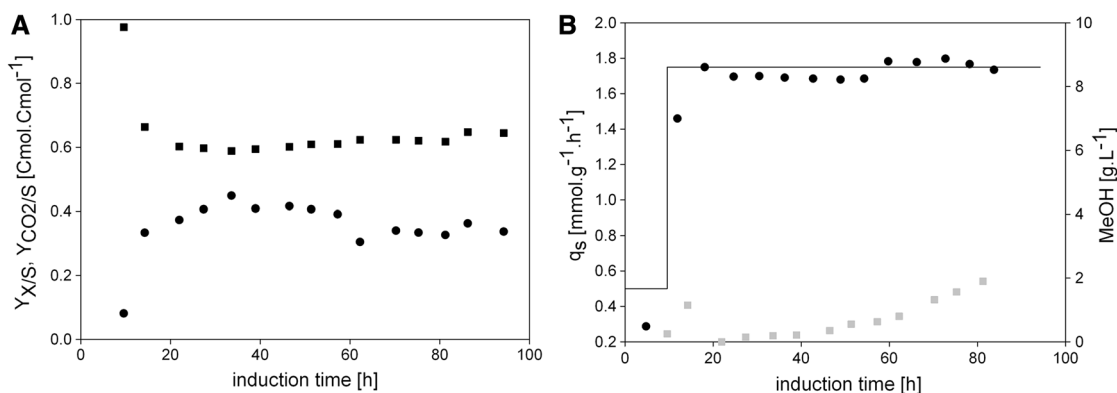 A
Y_X/S, Y_CO2/S [Cmol.Cmol⁻¹]
1.0
0.8
0.6
0.4
0.2
0.0
0 20 40 60 80 100
induction time [h]
B
q_s [mmol.g⁻¹.h⁻¹]
2.0
1.8
1.6
1.4
1.2
1.0
0.8
0.6
0.4
0.2
0 20 40 60 80 100
induction time [h]
10
8
6
4
2
0
MeOH [g.L⁻¹]